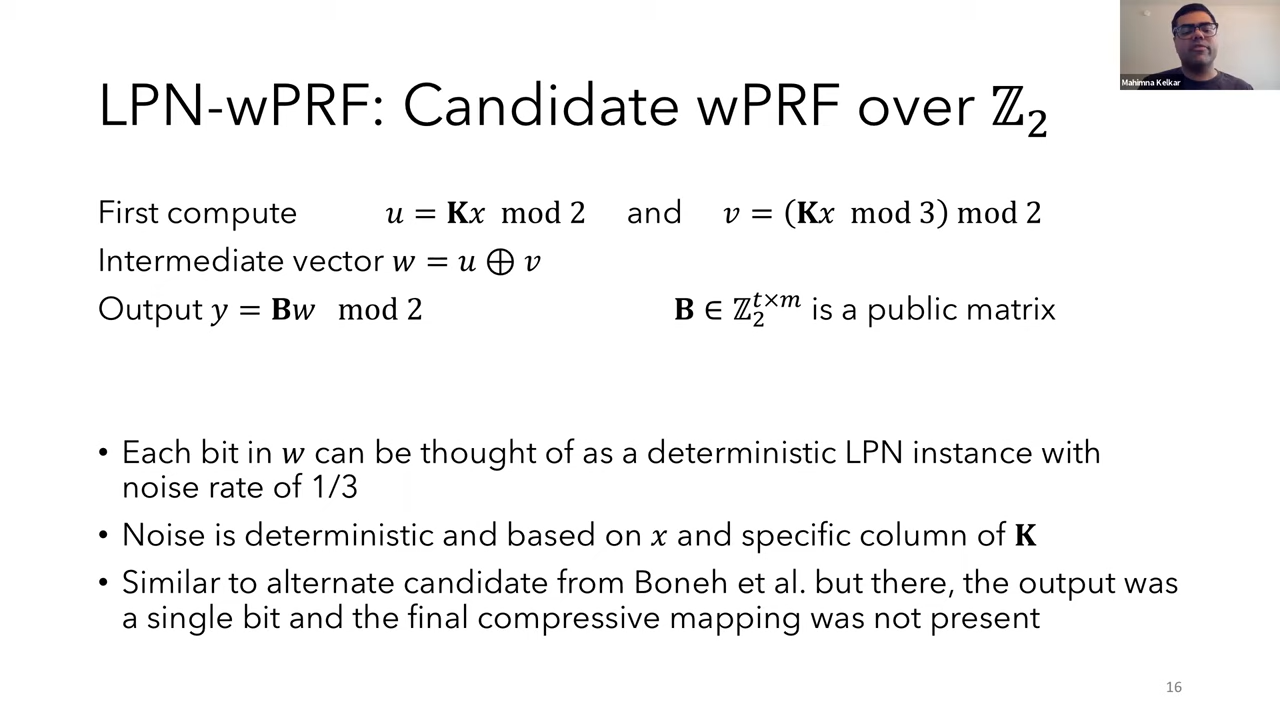 Mahimna Kelkar
LPN-wPRF: Candidate wPRF over ℤ₂
First compute u = 𝐊x mod 2 and v = (𝐊x mod 3) mod 2
Intermediate vector w = u ⊕ v
Output y = 𝐁w mod 2 𝐁 ∈ ℤ₂^{t×m} is a public matrix
• Each bit in w can be thought of as a deterministic LPN instance with
noise rate of 1/3
• Noise is deterministic and based on x and specific column of 𝐊
• Similar to alternate candidate from Boneh et al. but there, the output was
a single bit and the final compressive mapping was not present
16